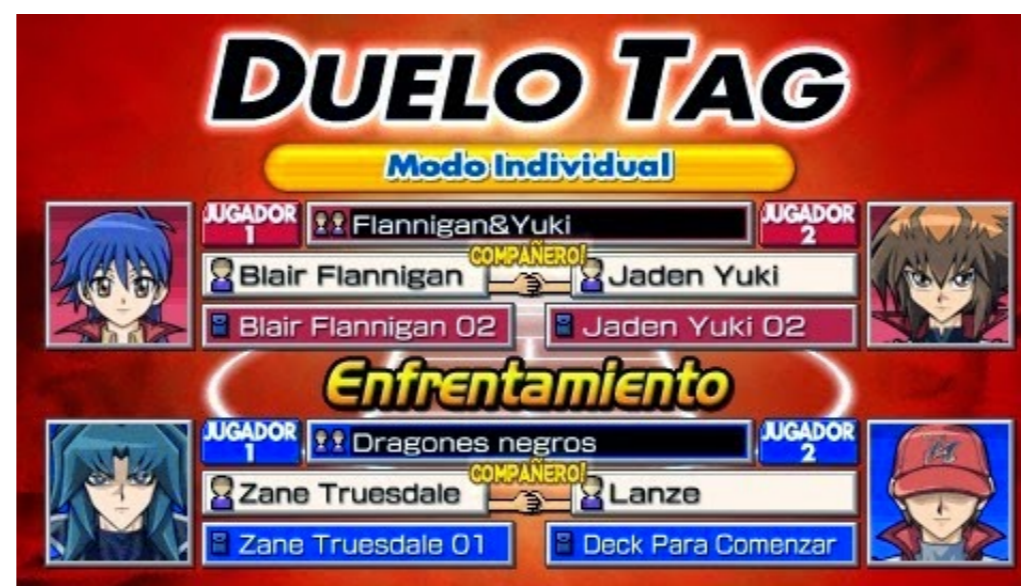 DUELO TAG
Modo Individual
JUGADOR 1 Flannigan&Yuki JUGADOR 2
COMPAÑERO!
Blair Flannigan Jaden Yuki
Blair Flannigan 02 Jaden Yuki 02
Enfrentamiento
JUGADOR 1 Dragones negros JUGADOR 2
COMPAÑERO!
Zane Truesdale Lanze
Zane Truesdale 01 Deck Para Comenzar